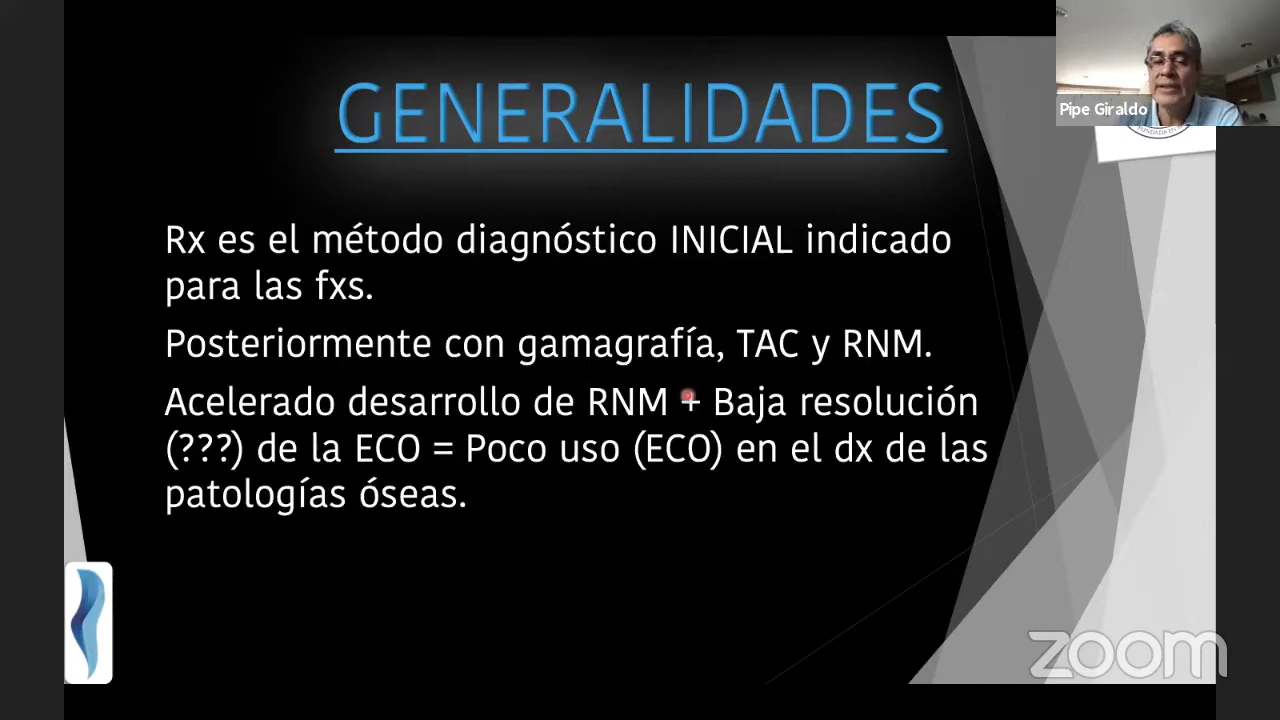 GENERALIDADES
Pipe Giraldo
Rx es el método diagnóstico INICIAL indicado
para las fxs.
Posteriormente con gamagrafía, TAC y RNM.
Acelerado desarrollo de RNM + Baja resolución
(???) de la ECO = Poco uso (ECO) en el dx de las
patologías óseas.
zoom